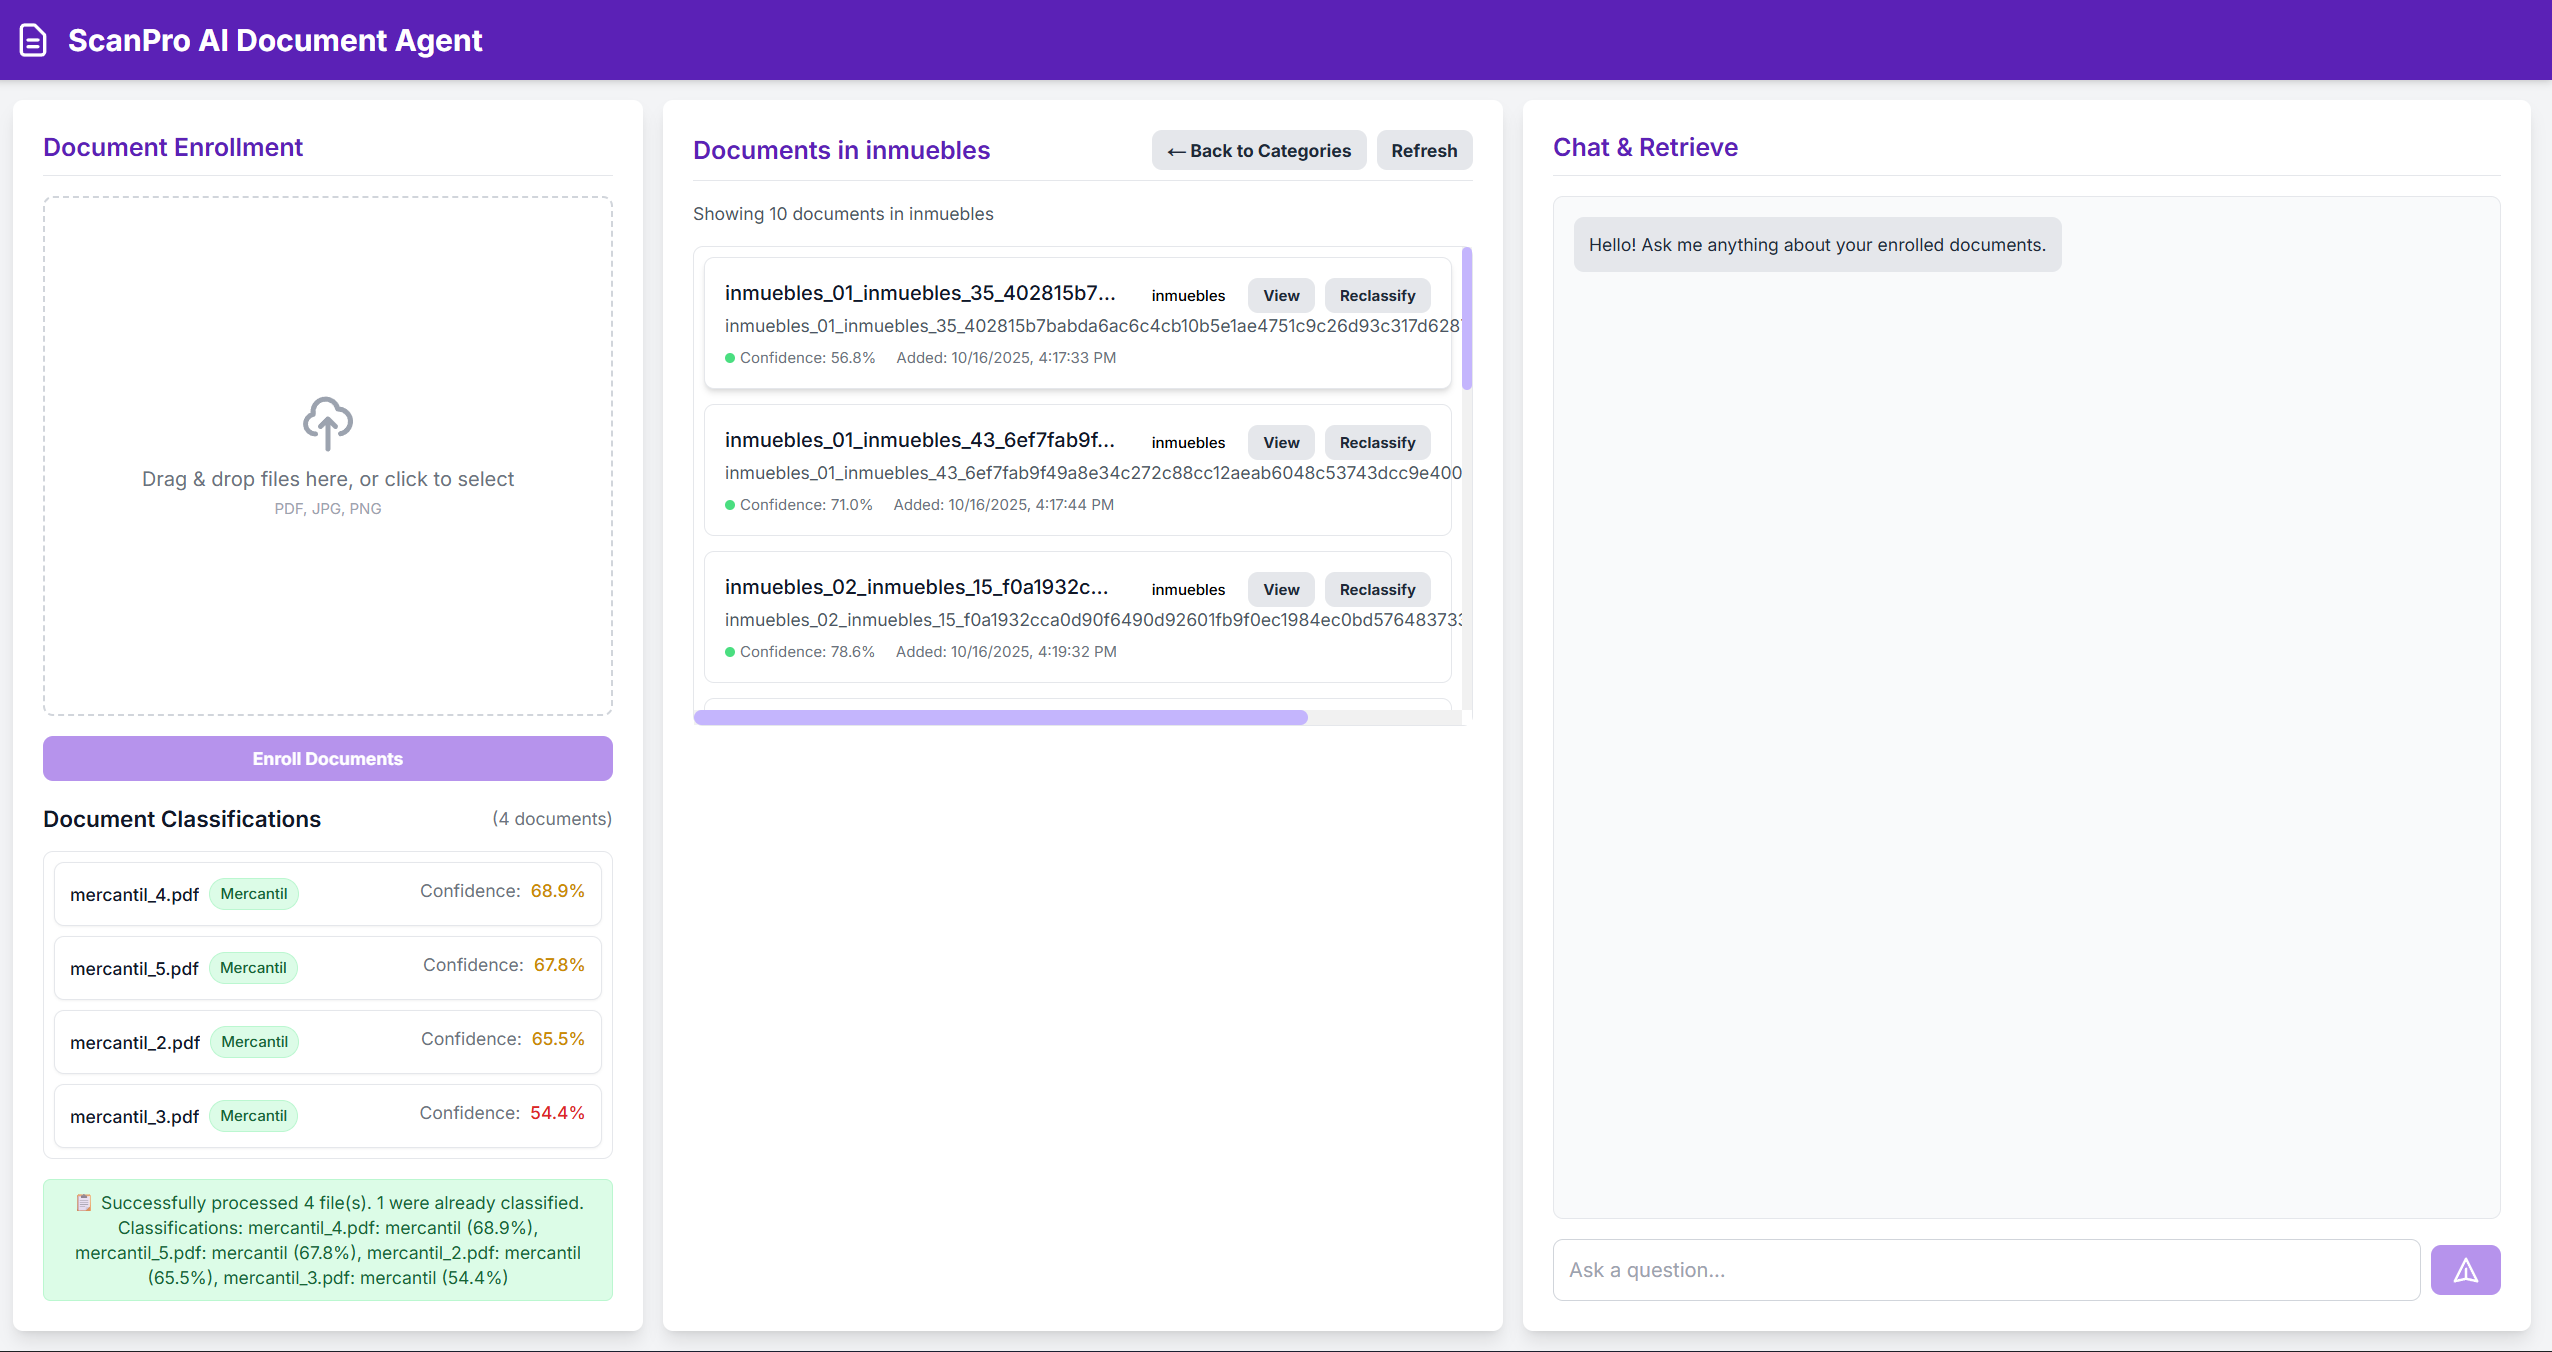 ScanPro AI Document Agent
Document Enrollment
Drag & drop files here, or click to select
PDF, JPG, PNG
Enroll Documents
Document Classifications
(4 documents)
mercantil_4.pdf Mercantil Confidence: 68.9%
mercantil_5.pdf Mercantil Confidence: 67.8%
mercantil_2.pdf Mercantil Confidence: 65.5%
mercantil_3.pdf Mercantil Confidence: 54.4%
Successfully processed 4 file(s). 1 were already classified.
Classifications: mercantil_4.pdf: mercantil (68.9%),
mercantil_5.pdf: mercantil (67.8%), mercantil_2.pdf: mercantil
(65.5%), mercantil_3.pdf: mercantil (54.4%)
Documents in inmuebles
← Back to Categories
Refresh
Showing 10 documents in inmuebles
inmuebles_01_inmuebles_35_402815b7... inmuebles View Reclassify
inmuebles_01_inmuebles_35_402815b7babda6ac6c4cb10b5e1ae4751c9c26d93c317d628
Confidence: 56.8% Added: 10/16/2025, 4:17:33 PM
inmuebles_01_inmuebles_43_6ef7fab9f... inmuebles View Reclassify
inmuebles_01_inmuebles_43_6ef7fab9f49a8e34c272c88cc12aeab6048c53743dcc9e400
Confidence: 71.0% Added: 10/16/2025, 4:17:44 PM
inmuebles_02_inmuebles_15_f0a1932c... inmuebles View Reclassify
inmuebles_02_inmuebles_15_f0a1932cca0d90f6490d92601fb9f0ec1984ec0bd57648373
Confidence: 78.6% Added: 10/16/2025, 4:19:32 PM
Chat & Retrieve
Hello! Ask me anything about your enrolled documents.
Ask a question...